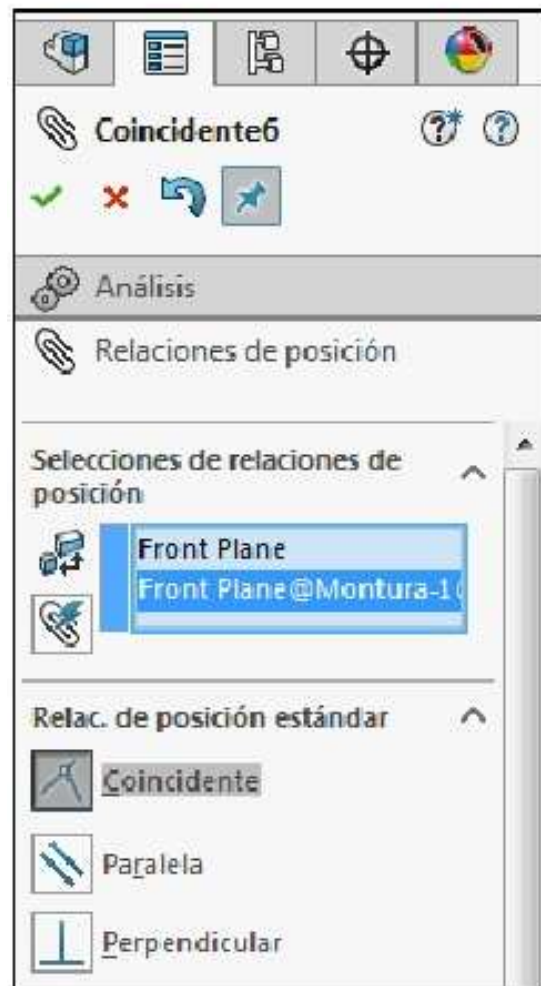 Coincidente6
Análisis
Relaciones de posición
Selecciones de relaciones de
posición
Front Plane
Front Plane@Montura-1(
Relac. de posición estándar
Coincidente
Paralela
Perpendicular